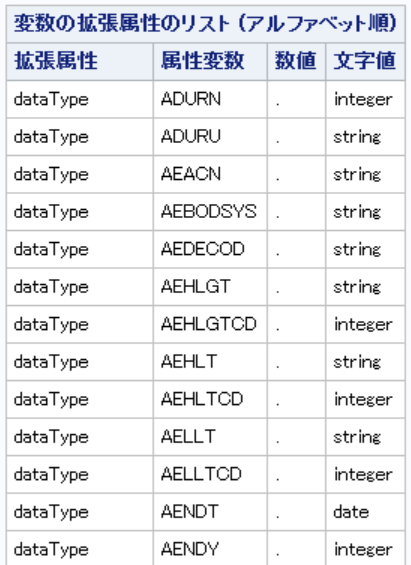 変数の拡張属性のリスト (アルファベット順)
拡張属性 属性変数 数値 文字値
dataType ADURN . integer
dataType ADURU . string
dataType AEACN . string
dataType AEBODSYS . string
dataType AEDECOD . string
dataType AEHLGT . string
dataType AEHLGTCD . integer
dataType AEHLT . string
dataType AEHLTCD . integer
dataType AELLT . string
dataType AELLTCD . integer
dataType AENDT . date
dataType AENDY . integer